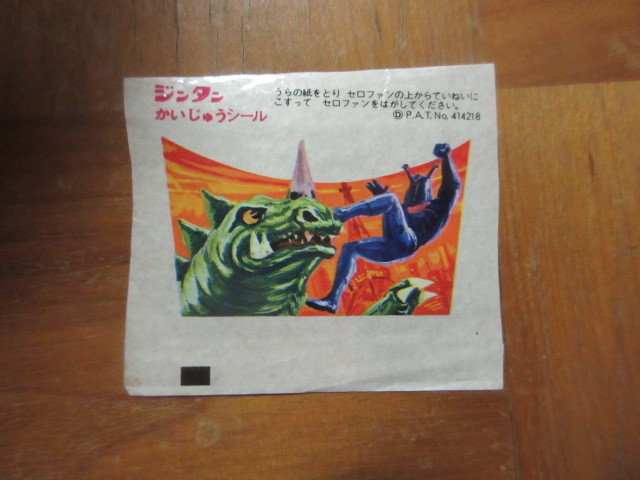 ジンタン
かいじゅうシール
うらの紙をとり セロファンの上からていねいに
こすって セロファンをはがしてください。
Ⓓ P.A.T. No. 414218